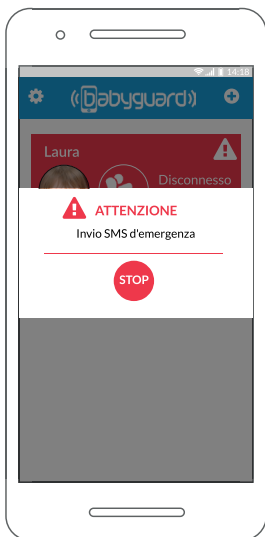 14:18
babyguard
Laura
Disconnesso
ATTENZIONE
Invio SMS d'emergenza
STOP